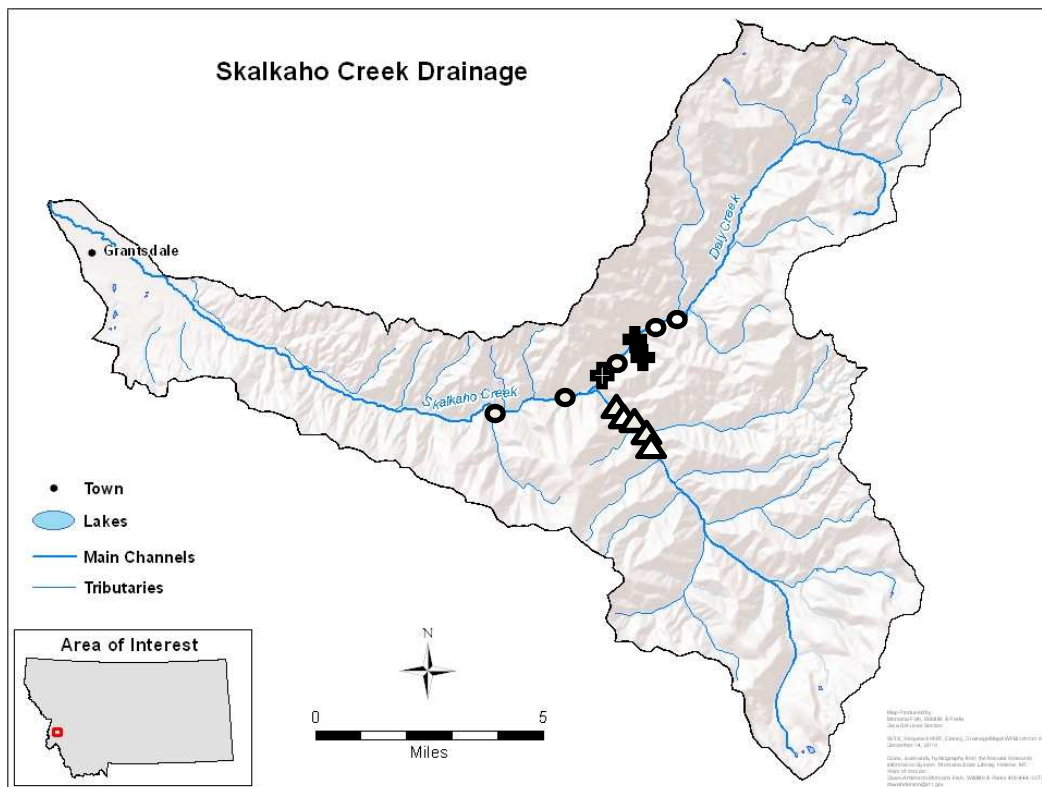 Skalkaho Creek Drainage
Daly Creek
Grantsdale
Skalkaho Creek
Town
Lakes
Main Channels
Tributaries
Area of Interest
N
0 5
Miles
Map Produced by
Montana Fish, Wildlife & Parks